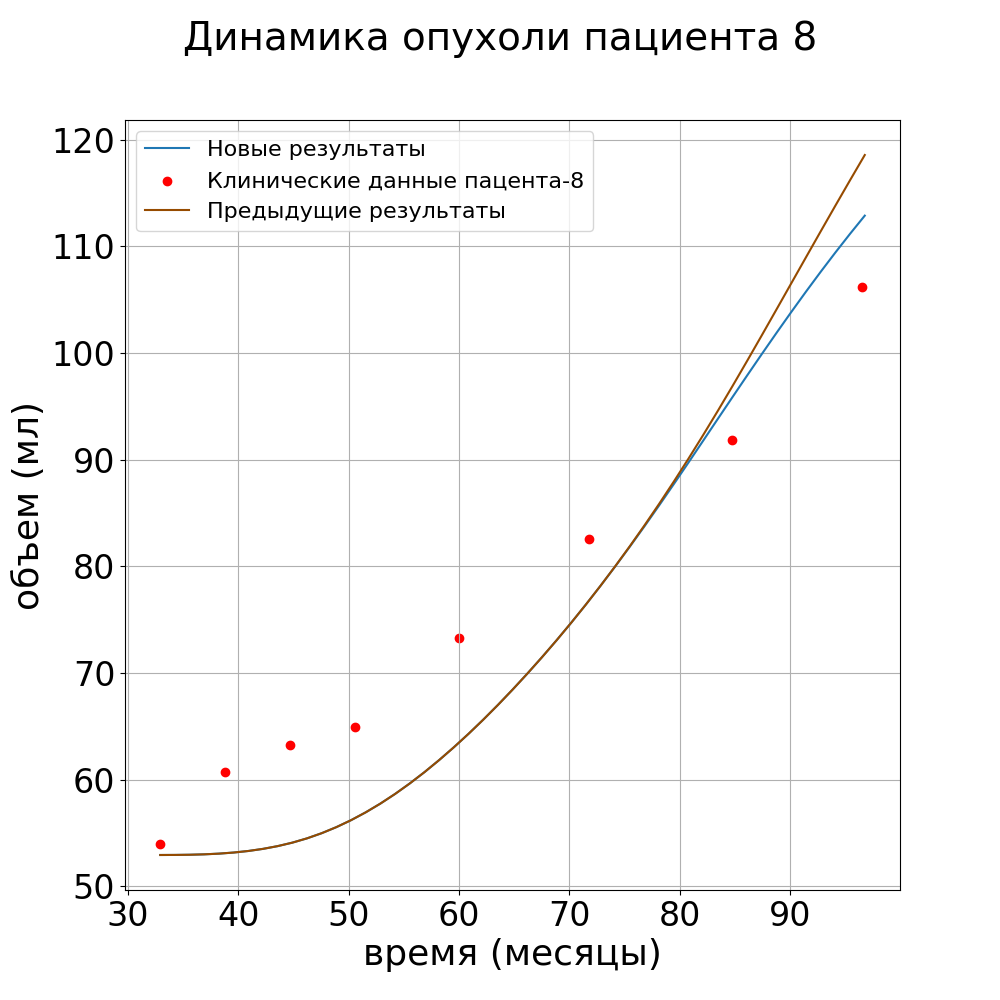 Динамика опухоли пациента 8
120
110
100
90
80
70
60
50
объем (мл)
Новые результаты
Клинические данные пацента-8
Предыдущие результаты
30 40 50 60 70 80 90
время (месяцы)